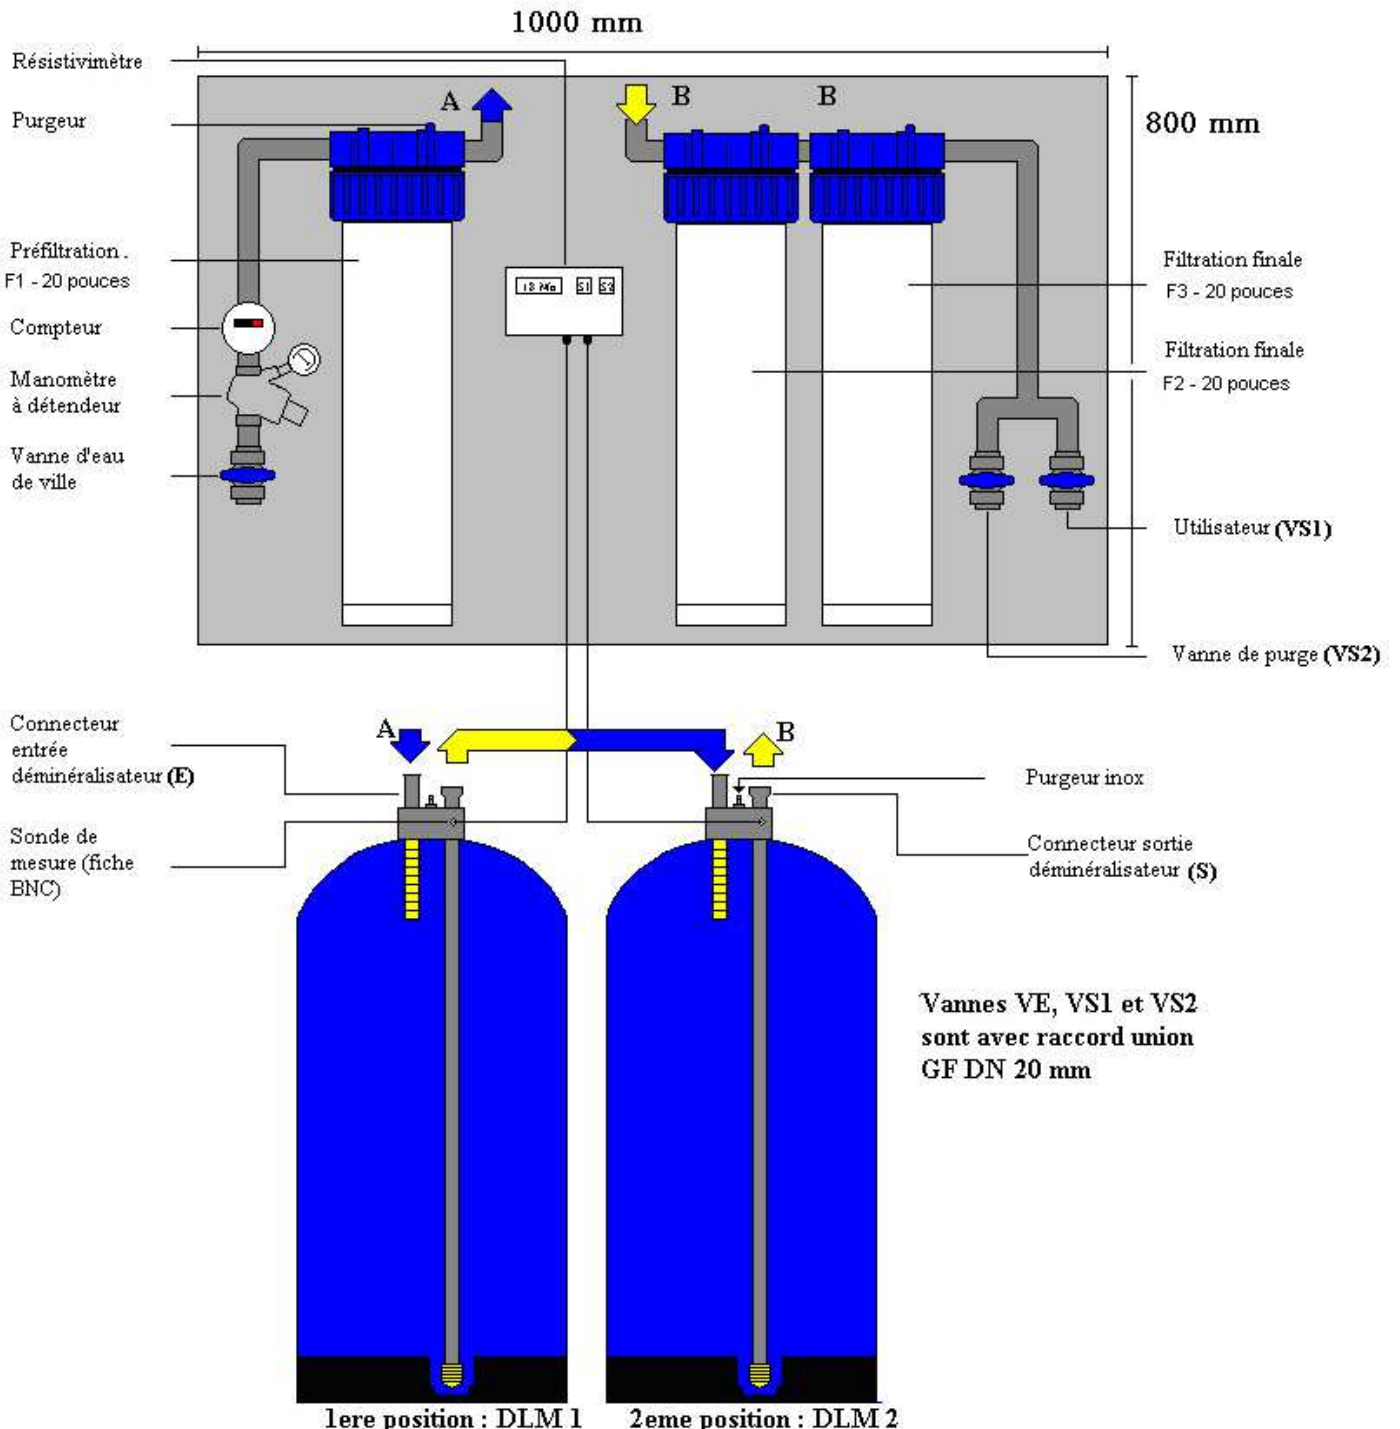 1000 mm
Résistivimètre
A
B
B
Purgeur
800 mm
Préfiltration .
F1 - 20 pouces
Filtration finale
F3 - 20 pouces
S1
S2
Compteur
Filtration finale
F2 - 20 pouces
Manomètre
à détendeur
Vanne d'eau
de ville
Utilisateur (VS1)
Vanne de purge (VS2)
Connecteur
entrée
déminéralisateur (E)
A
B
Purgeur inox
Sonde de
mesure (fiche
BNC)
Connecteur sortie
déminéralisateur (S)
Vannes VE, VS1 et VS2
sont avec raccord union
GF DN 20 mm
1ere position : DLM 1
2eme position : DLM 2